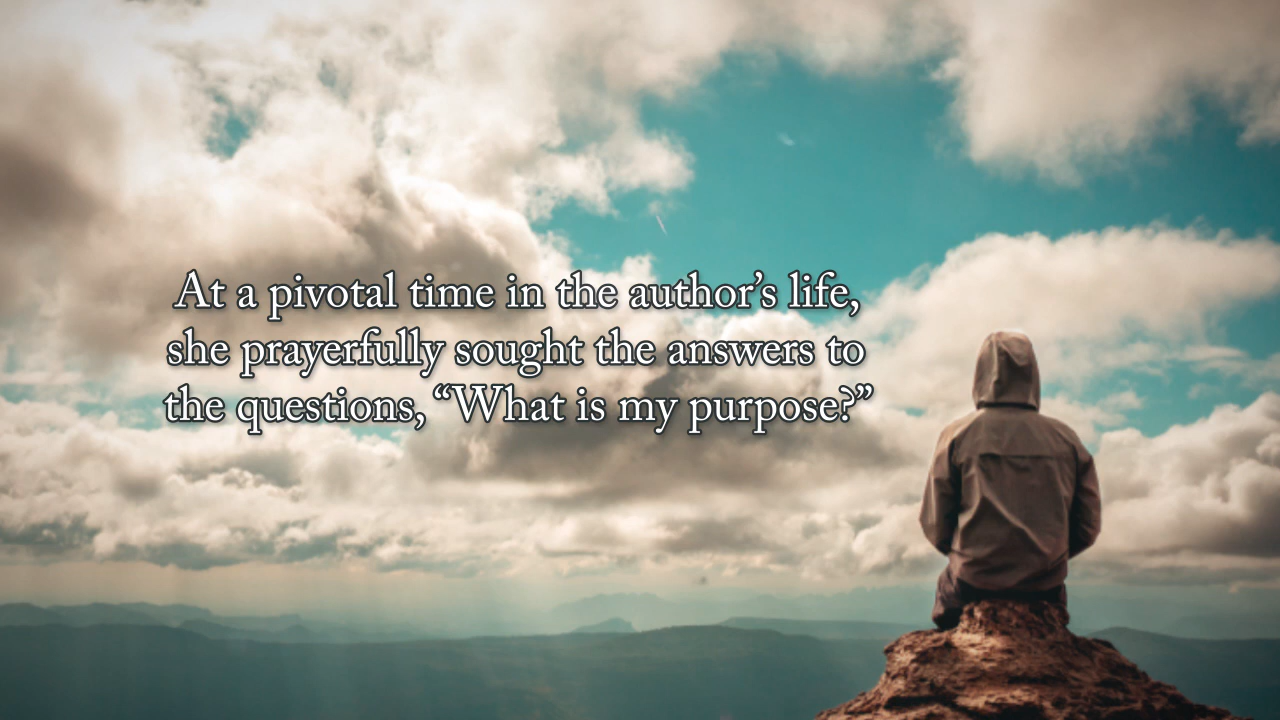 At a pivotal time in the author’s life,
she prayerfully sought the answers to
the questions, “What is my purpose?”